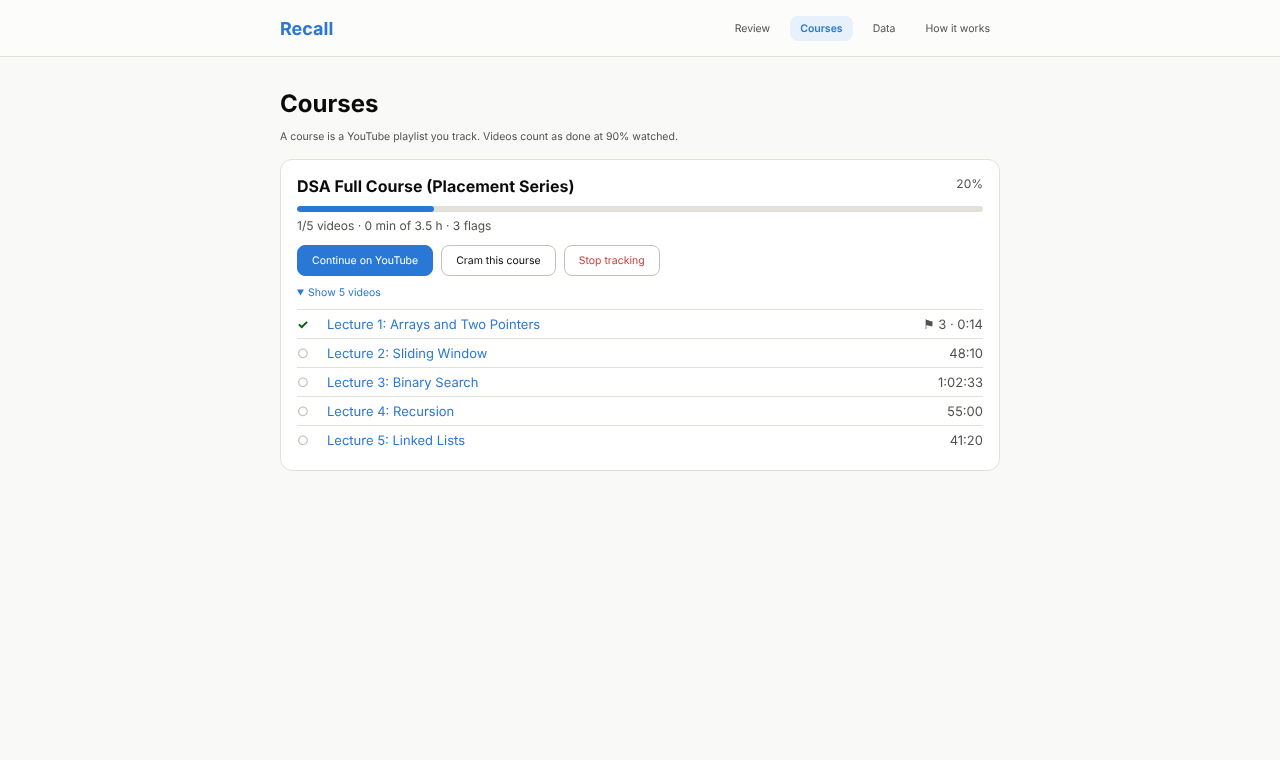 Recall
Review Courses Data How it works
Courses
A course is a YouTube playlist you track. Videos count as done at 90% watched.
DSA Full Course (Placement Series) 20%
1/5 videos · 0 min of 3.5 h · 3 flags
Continue on YouTube Cram this course Stop tracking
▼ Show 5 videos
✓ Lecture 1: Arrays and Two Pointers ⚑ 3 · 0:14
○ Lecture 2: Sliding Window 48:10
○ Lecture 3: Binary Search 1:02:33
○ Lecture 4: Recursion 55:00
○ Lecture 5: Linked Lists 41:20